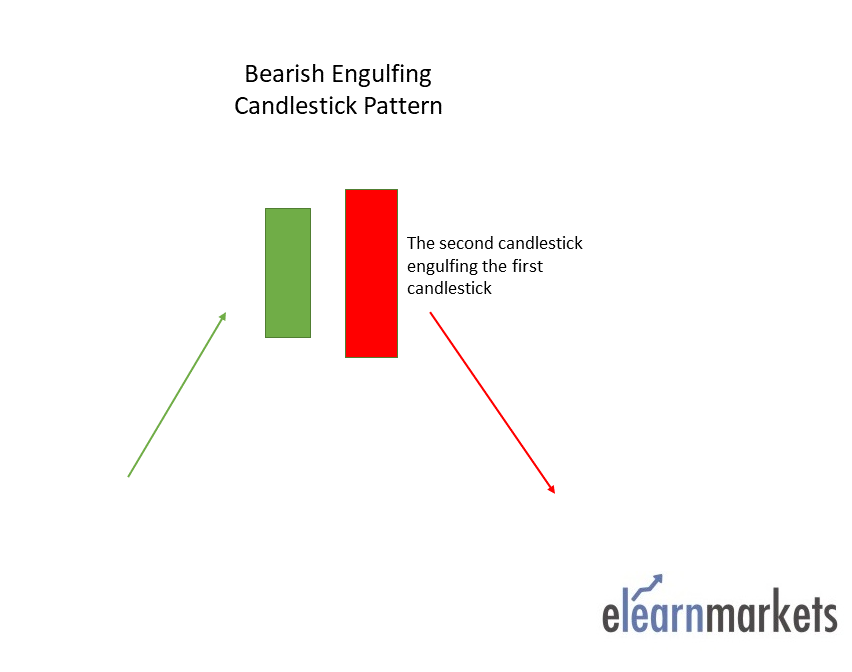 Bearish Engulfing
Candlestick Pattern
The second candlestick
engulfing the first
candlestick
elearnmarkets